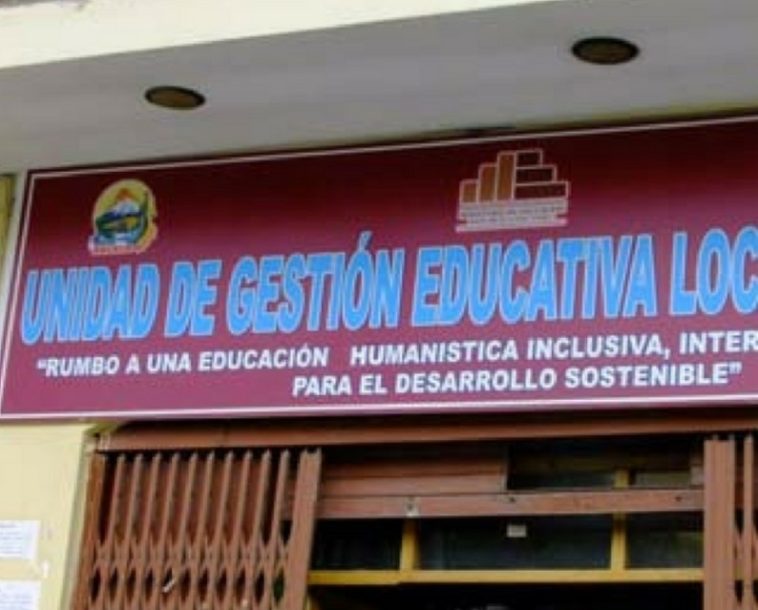 UNIDAD DE GESTIÓN EDUCATIVA LOC
"RUMBO A UNA EDUCACIÓN HUMANISTICA INCLUSIVA, INTER
PARA EL DESARROLLO SOSTENIBLE"